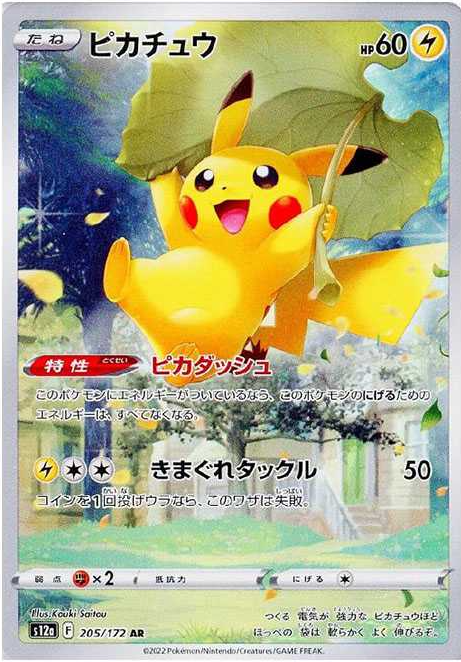 たね ピカチュウ HP60
特性 とくせい ピカダッシュ
このポケモンにエネルギーがついているなら、このポケモンのにげるための
エネルギーは、すべてなくなる。
きまぐれタックル 50
コインを1回投げウラなら、このワザは失敗。
弱点 ×2 抵抗力 にげる
Illus.Kouki Saitou
s12a F 205/172 AR
つくる 電気が 強力な ピカチュウほど
ほっぺの 袋は 軟らかく よく 伸びるぞ。
©2022 Pokémon/Nintendo/Creatures/GAME FREAK.